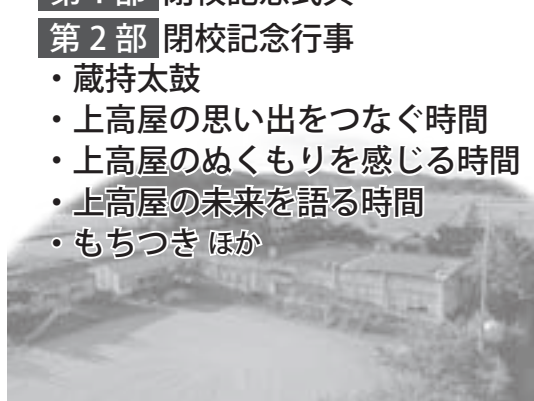 第2部 閉校記念行事
・蔵持太鼓
・上高屋の思い出をつなぐ時間
・上高屋のぬくもりを感じる時間
・上高屋の未来を語る時間
・もちつき ほか